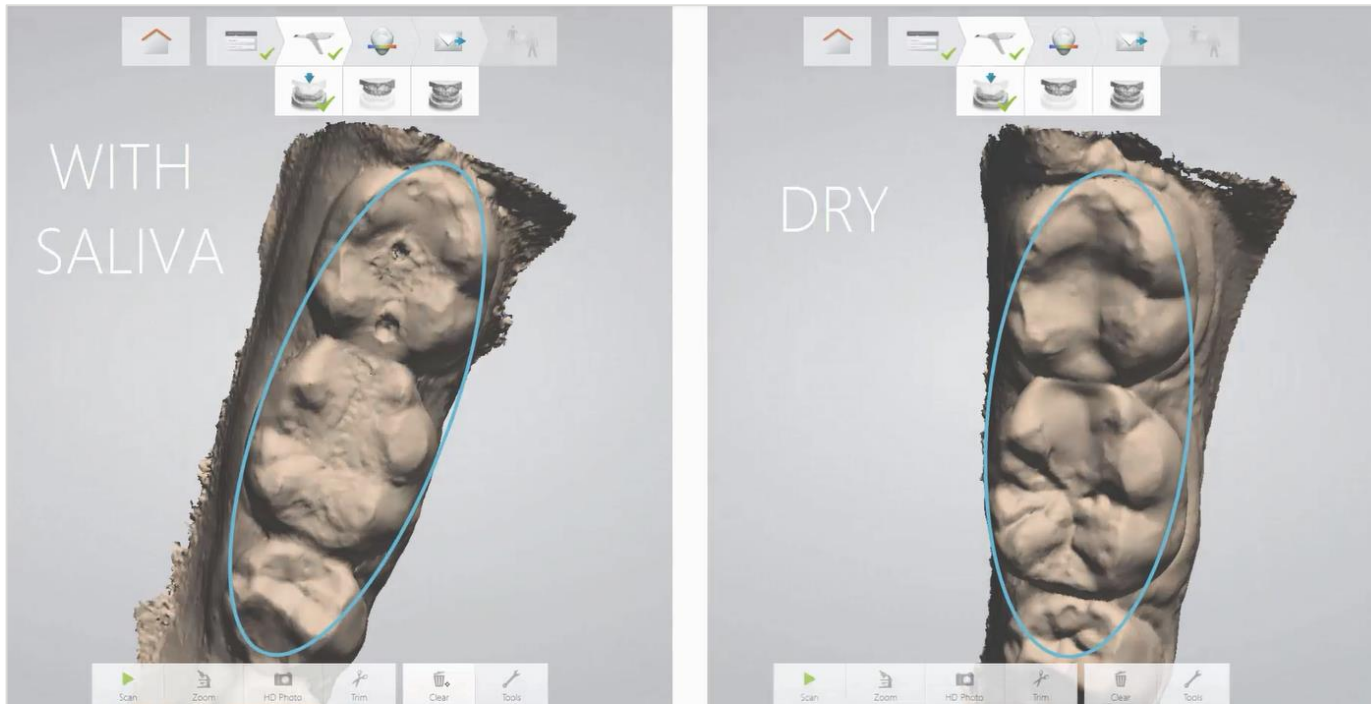 WITH
SALIVA
Scan
Zoom
HD Photo
Trim
Clear
Tools
DRY
Scan
Zoom
HD Photo
Trim
Clear
Tools